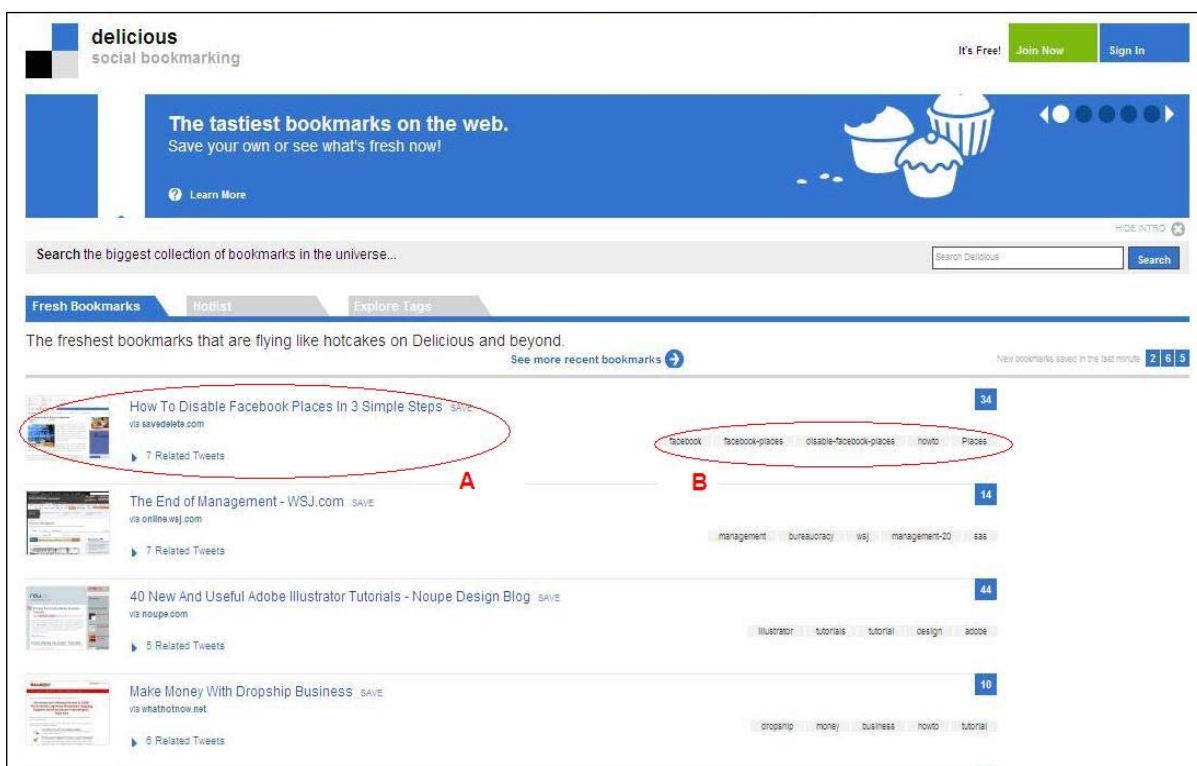 delicious
social bookmarking
It's Free! Join Now Sign In
The tastiest bookmarks on the web.
Save your own or see what's fresh now!
? Learn More
HIDE INTRO
Search the biggest collection of bookmarks in the universe...
Search Delicious Search
Fresh Bookmarks Hotlist Explore Tags
The freshest bookmarks that are flying like hotcakes on Delicious and beyond.
See more recent bookmarks
New bookmarks saved in the last minute 2 6 5
How To Disable Facebook Places In 3 Simple Steps SAVE 34
via savedelete.com
facebook facebook-places disable-facebook-places howto Places
7 Related Tweets
A B
The End of Management - WSJ.com SAVE 14
via online.wsj.com
management bureaucracy wsj management-20 sas
7 Related Tweets
40 New And Useful Adobe Illustrator Tutorials - Noupe Design Blog SAVE 44
via noupe.com
illustrator tutorials tutorial design adobe
5 Related Tweets
Make Money With Dropship Business SAVE 10
via whathotnow.net
dropship money business howto tutorial
6 Related Tweets